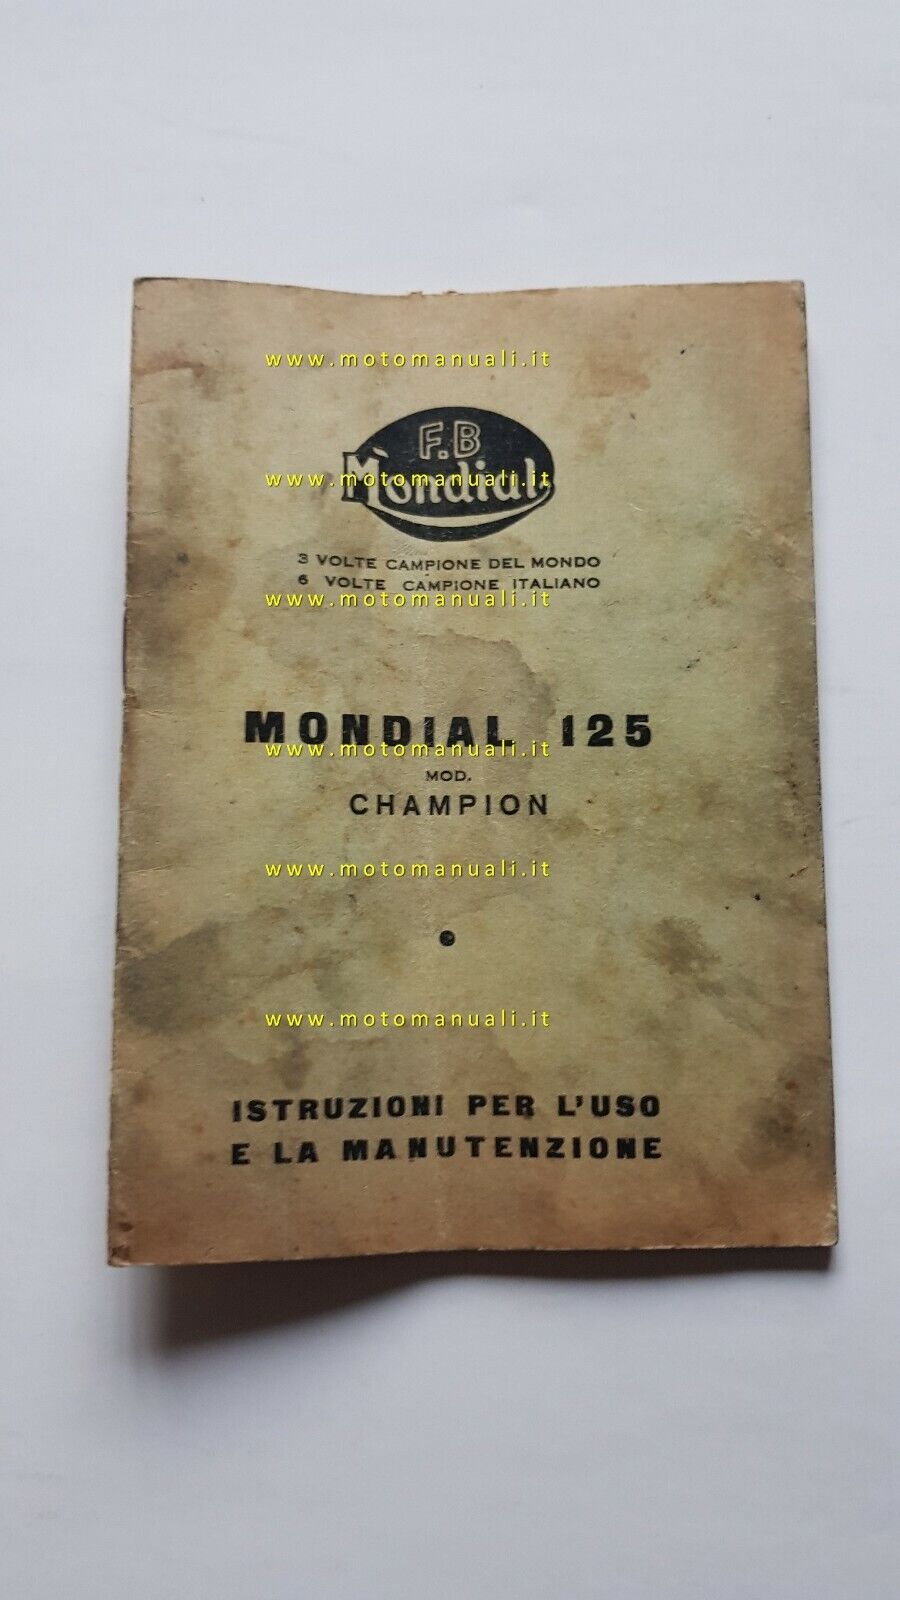 www.motomanuali.it
F.B
Mondial
www.motomanuali.it
3 VOLTE CAMPIONE DEL MONDO
6 VOLTE CAMPIONE ITALIANO
www.motomanuali.it
MONDIAL 125
www.motomanuali.it
MOD.
CHAMPION
www.motomanuali.it
www.motomanuali.it
ISTRUZIONI PER L'USO
E LA MANUTENZIONE